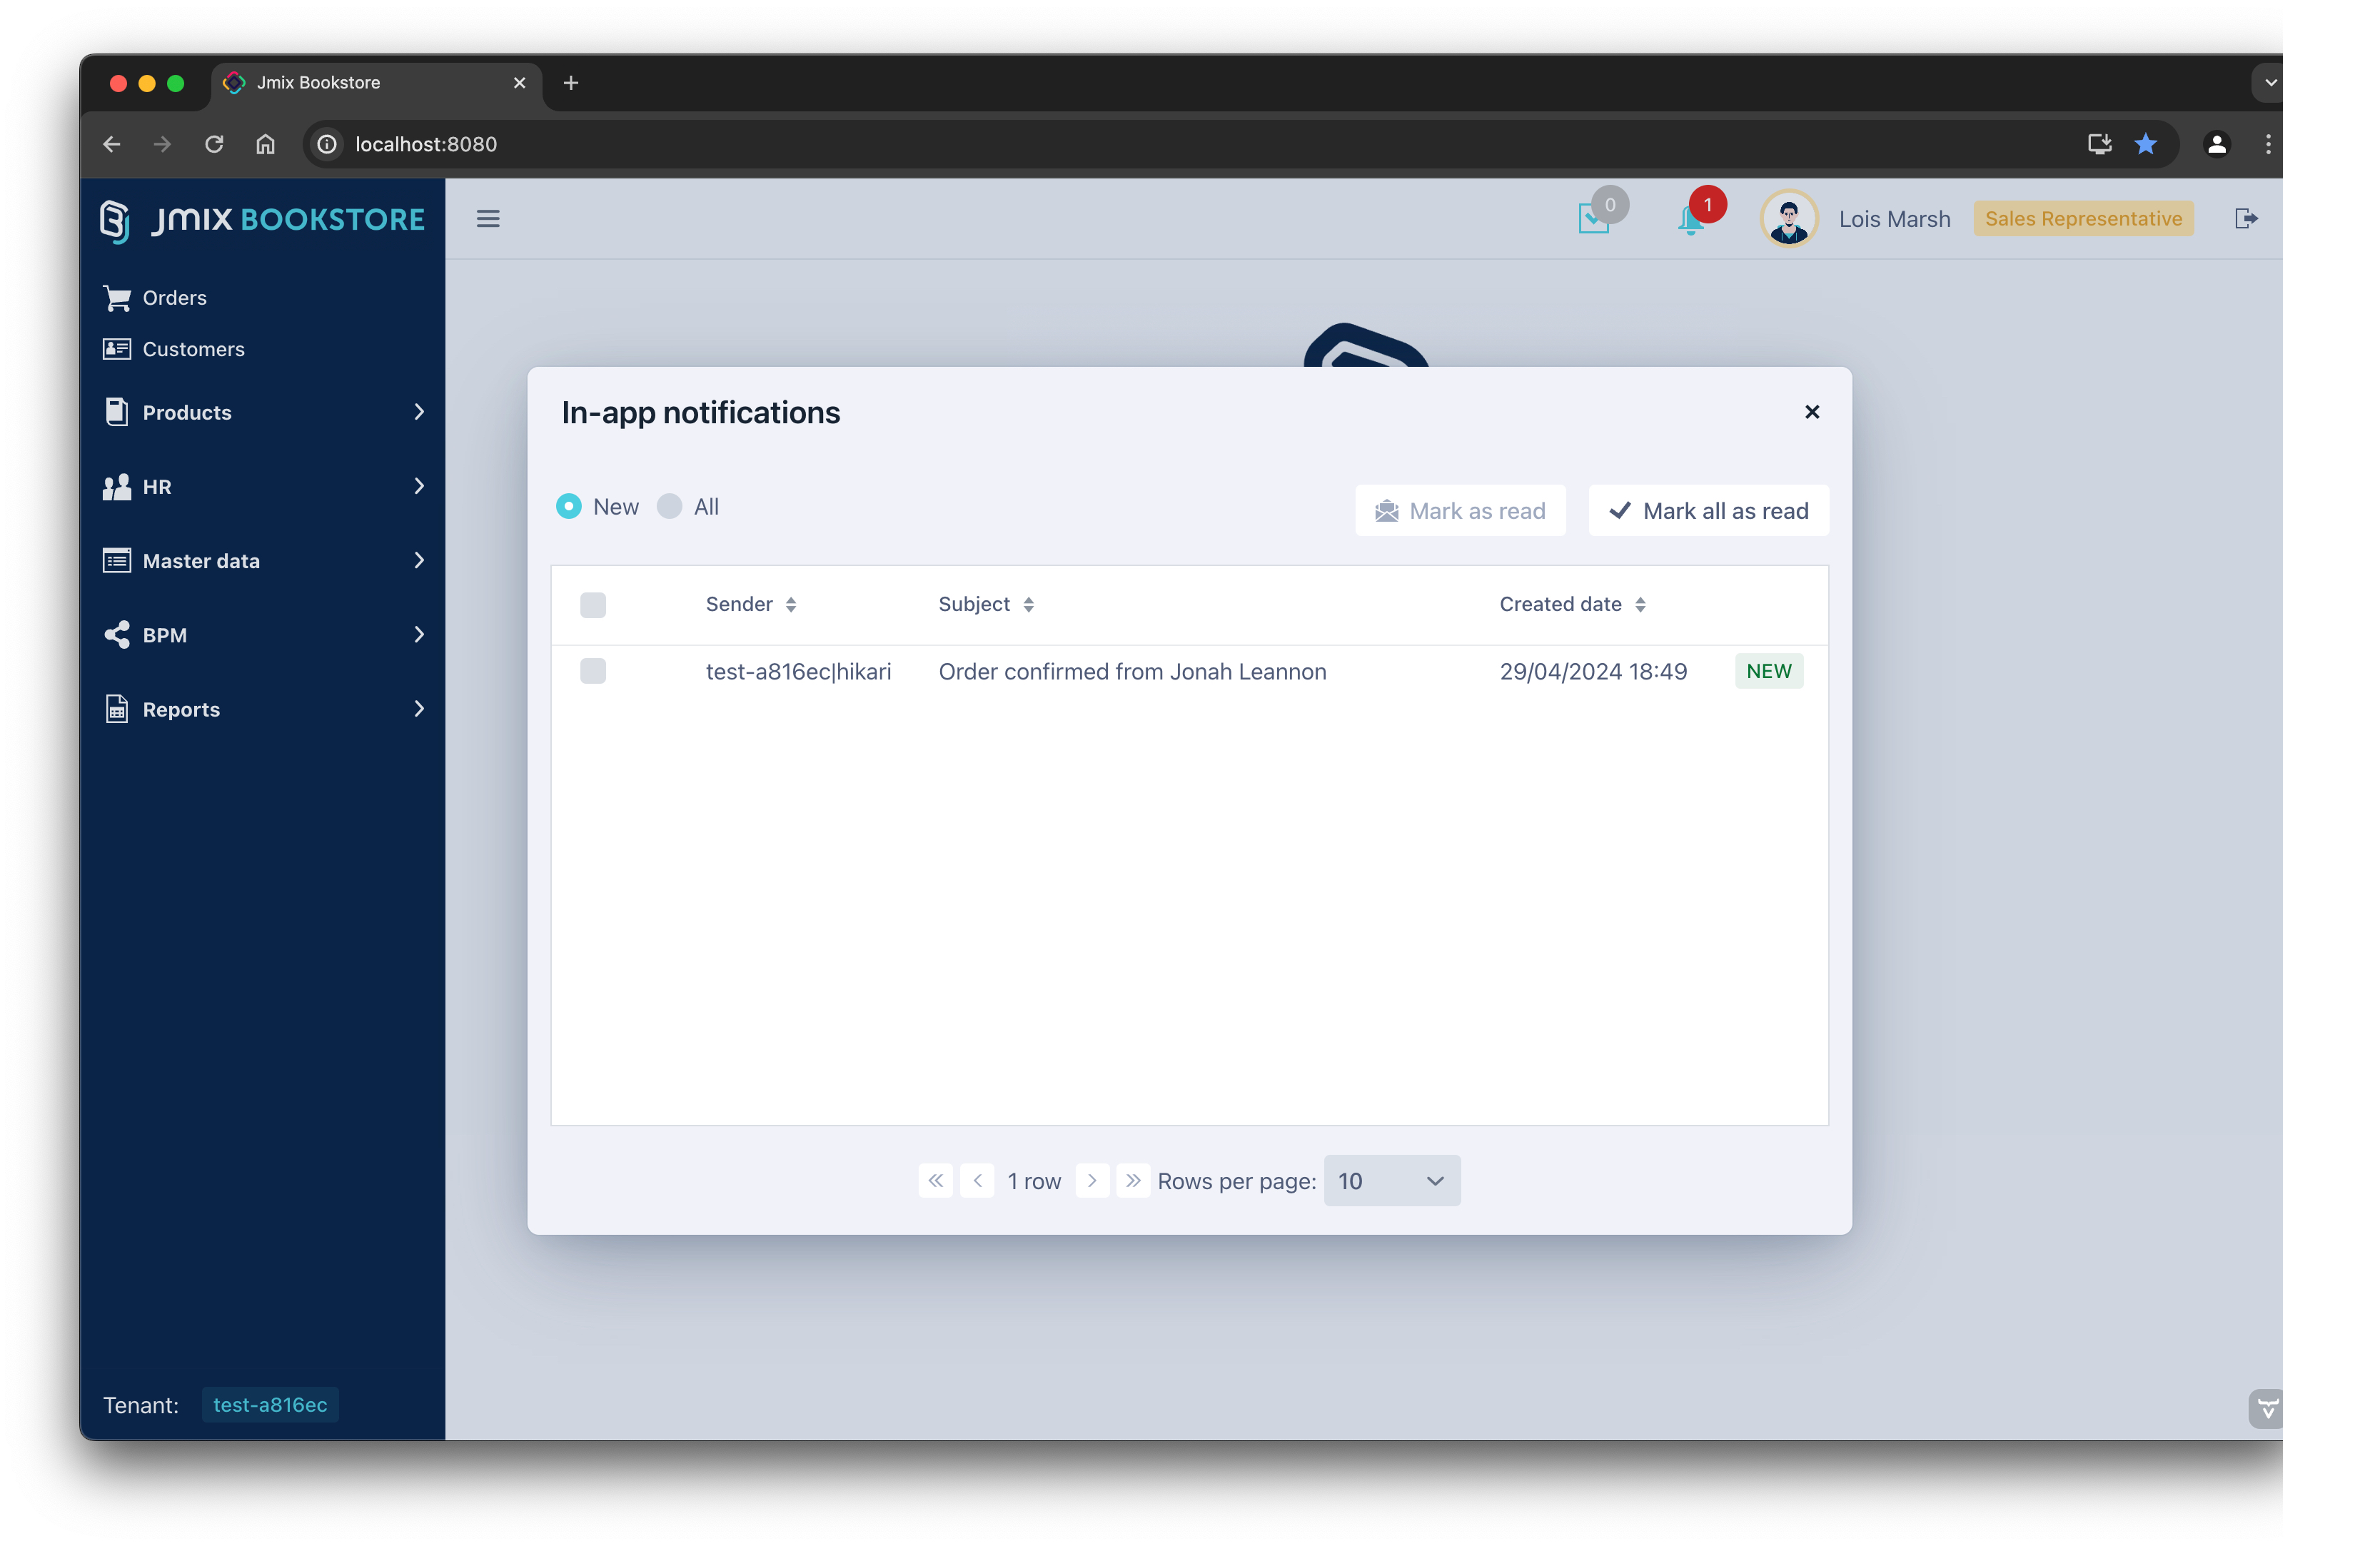 Jmix Bookstore
localhost:8080
JMIX BOOKSTORE
0
1
Lois Marsh
Sales Representative
Orders
Customers
Products
HR
Master data
BPM
Reports
Tenant: test-a816ec
In-app notifications
New All
Mark as read
Mark all as read
Sender Subject Created date
test-a816ec|hikari Order confirmed from Jonah Leannon 29/04/2024 18:49 NEW
1 row Rows per page: 10